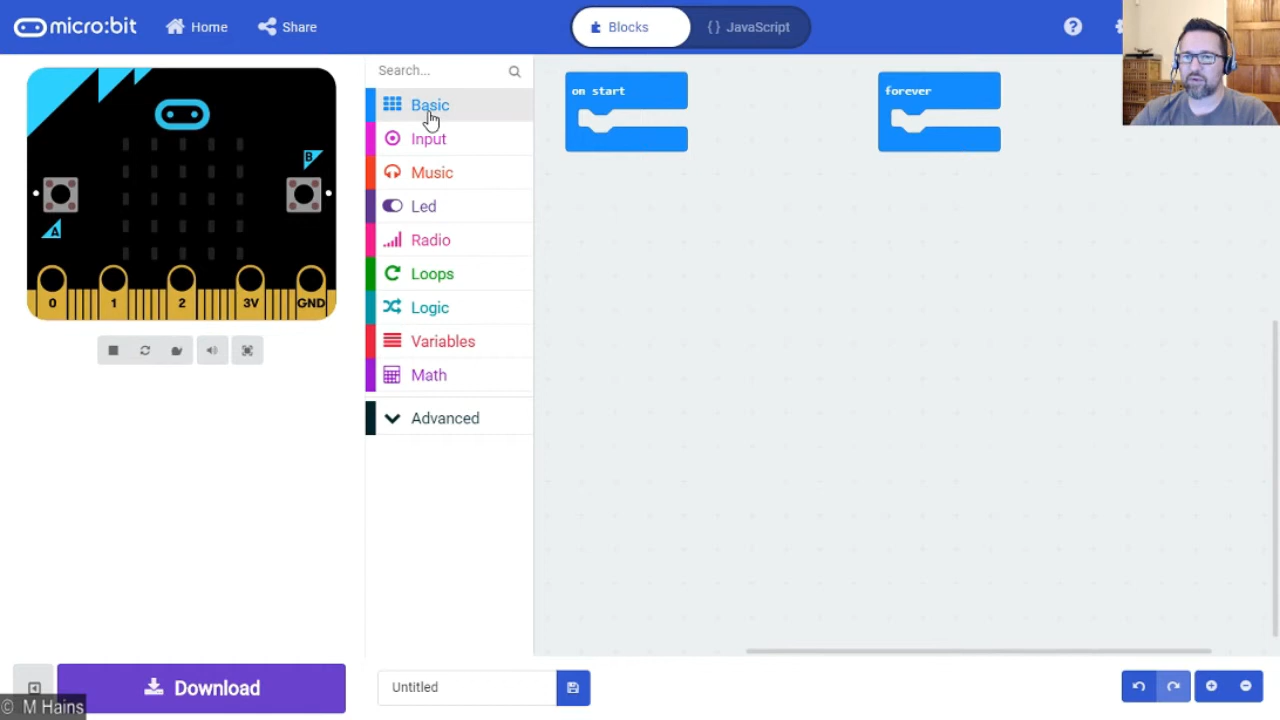 micro:bit
Home
Share
Blocks
{ } JavaScript
?
Search...
Basic
Input
Music
Led
Radio
Loops
Logic
Variables
Math
Advanced
on start
forever
A
B
0
1
2
3V
GND
Download
Untitled
© M Hains